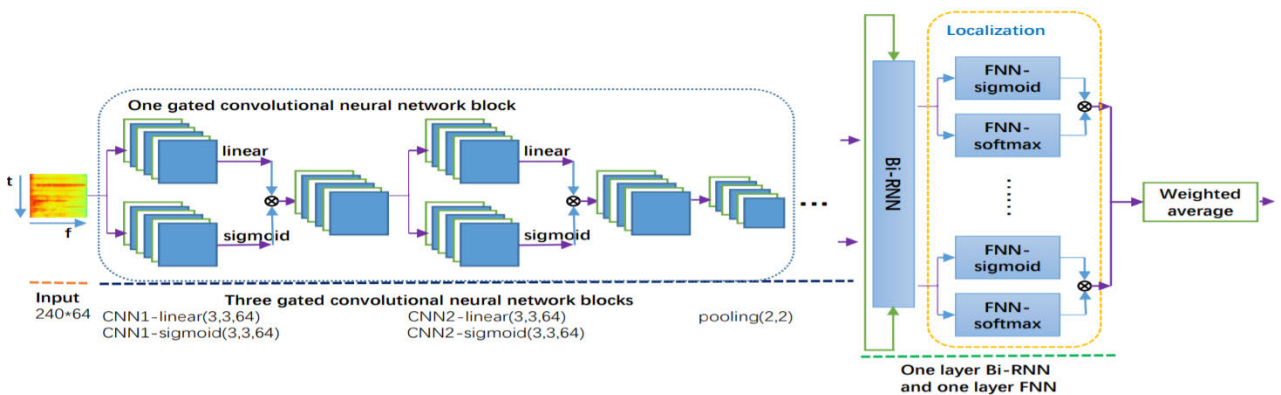 Localization
One gated convolutional neural network block
linear
linear
sigmoid
sigmoid
t
f
...
Bi-RNN
FNN-
sigmoid
FNN-
softmax
......
FNN-
sigmoid
FNN-
softmax
Weighted
average
Input
240*64
Three gated convolutional neural network blocks
CNN1-linear(3,3,64)
CNN1-sigmoid(3,3,64)
CNN2-linear(3,3,64)
CNN2-sigmoid(3,3,64)
pooling(2,2)
One layer Bi-RNN
and one layer FNN